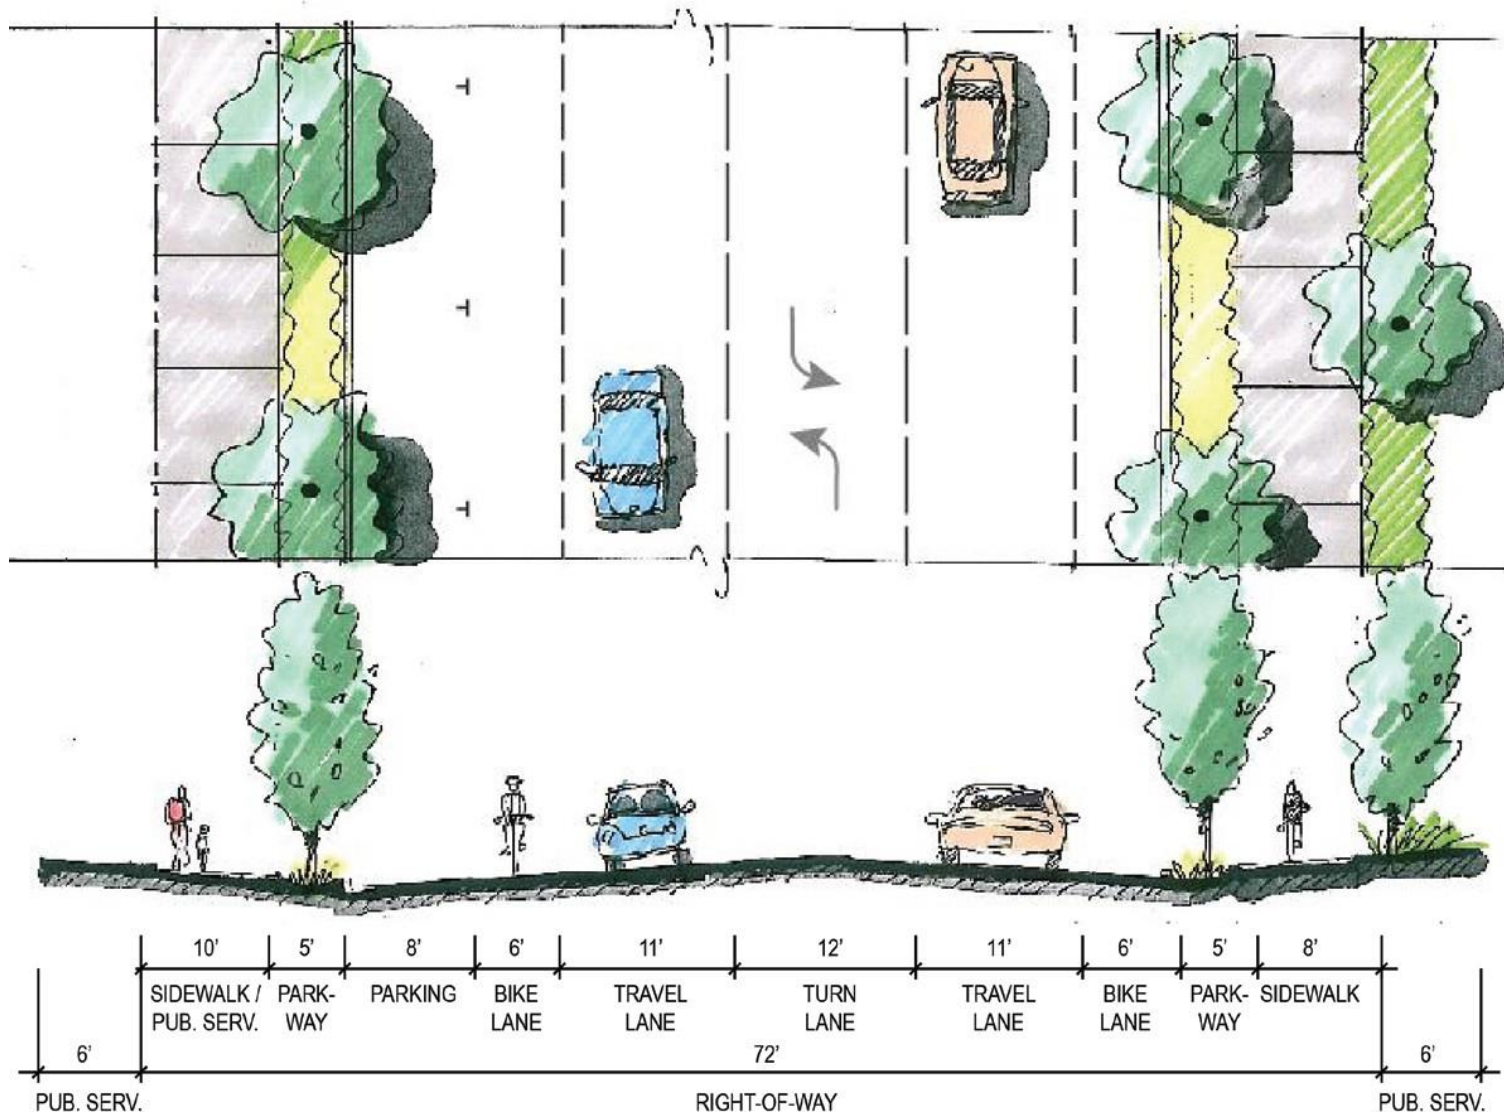 10' 5' 8' 6' 11' 12' 11' 6' 5' 8'
SIDEWALK / PARK- PARKING BIKE TRAVEL TURN TRAVEL BIKE PARK- SIDEWALK
PUB. SERV. WAY LANE LANE LANE LANE LANE WAY
6' 72' 6'
PUB. SERV. RIGHT-OF-WAY PUB. SERV.